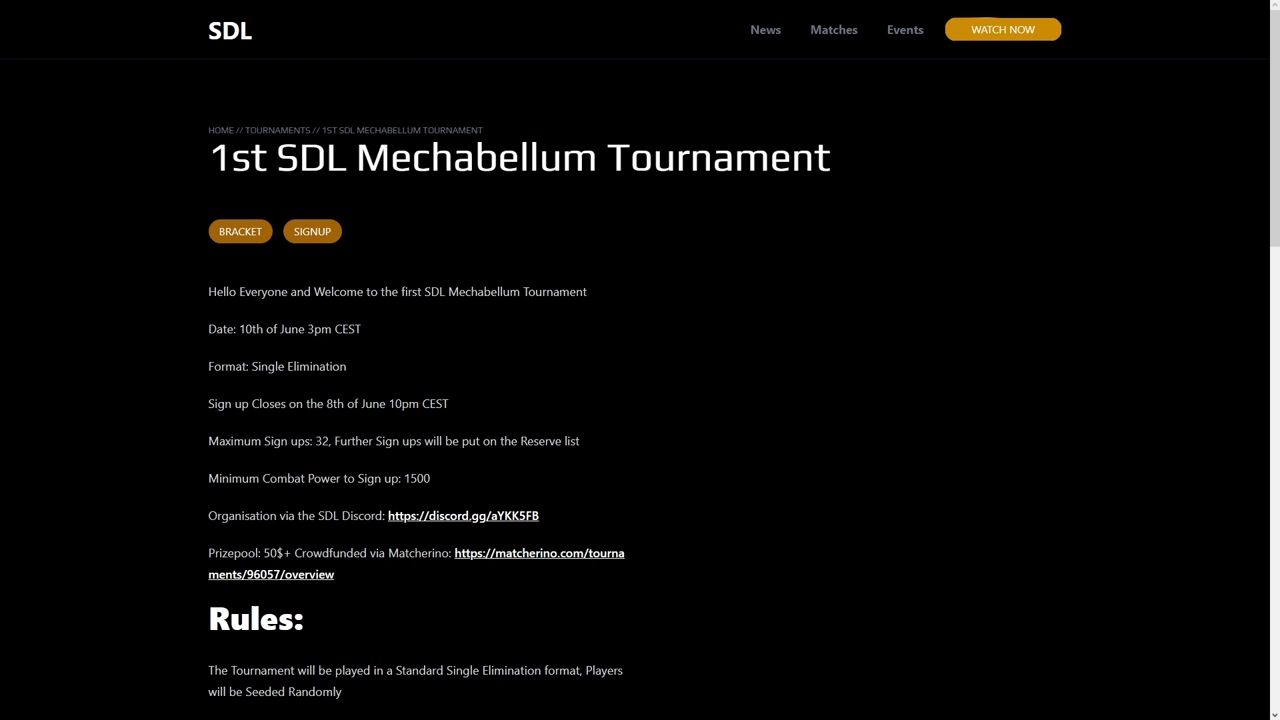 SDL
News
Matches
Events
WATCH NOW
HOME // TOURNAMENTS // 1ST SDL MECHABELLUM TOURNAMENT
1st SDL Mechabellum Tournament
BRACKET
SIGNUP
Hello Everyone and Welcome to the first SDL Mechabellum Tournament
Date: 10th of June 3pm CEST
Format: Single Elimination
Sign up Closes on the 8th of June 10pm CEST
Maximum Sign ups: 32, Further Sign ups will be put on the Reserve list
Minimum Combat Power to Sign up: 1500
Organisation via the SDL Discord: https://discord.gg/aYKK5FB
Prizepool: 50$+ Crowdfunded via Matcherino: https://matcherino.com/tourna
ments/96057/overview
Rules:
The Tournament will be played in a Standard Single Elimination format, Players
will be Seeded Randomly